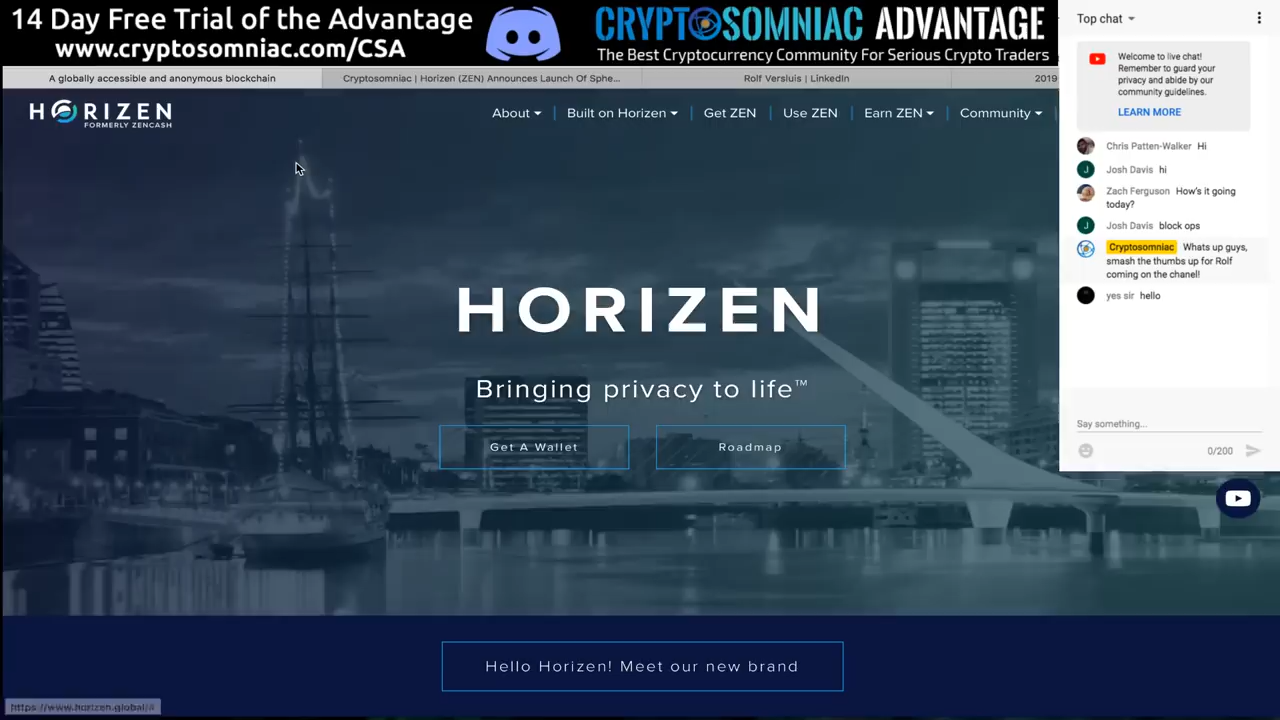 14 Day Free Trial of the Advantage
www.cryptosomniac.com/CSA
CRYPTOSOMNIAC ADVANTAGE
The Best Cryptocurrency Community For Serious Crypto Traders
A globally accessible and anonymous blockchain
Cryptosomniac | Horizen (ZEN) Announces Launch Of Sphe...
Rolf Versluis | LinkedIn
2019
HORIZEN
FORMERLY ZENCASH
About
Built on Horizen
Get ZEN
Use ZEN
Earn ZEN
Community
HORIZEN
Bringing privacy to life™
Get A Wallet
Roadmap
Hello Horizen! Meet our new brand
https://www.horizen.global/#
Top chat
Welcome to live chat!
Remember to guard your
privacy and abide by our
community guidelines.
LEARN MORE
Chris Patten-Walker Hi
Josh Davis hi
Zach Ferguson How's it going
today?
Josh Davis block ops
Cryptosomniac Whats up guys,
smash the thumbs up for Rolf
coming on the chanel!
yes sir hello
Say something...
0/200